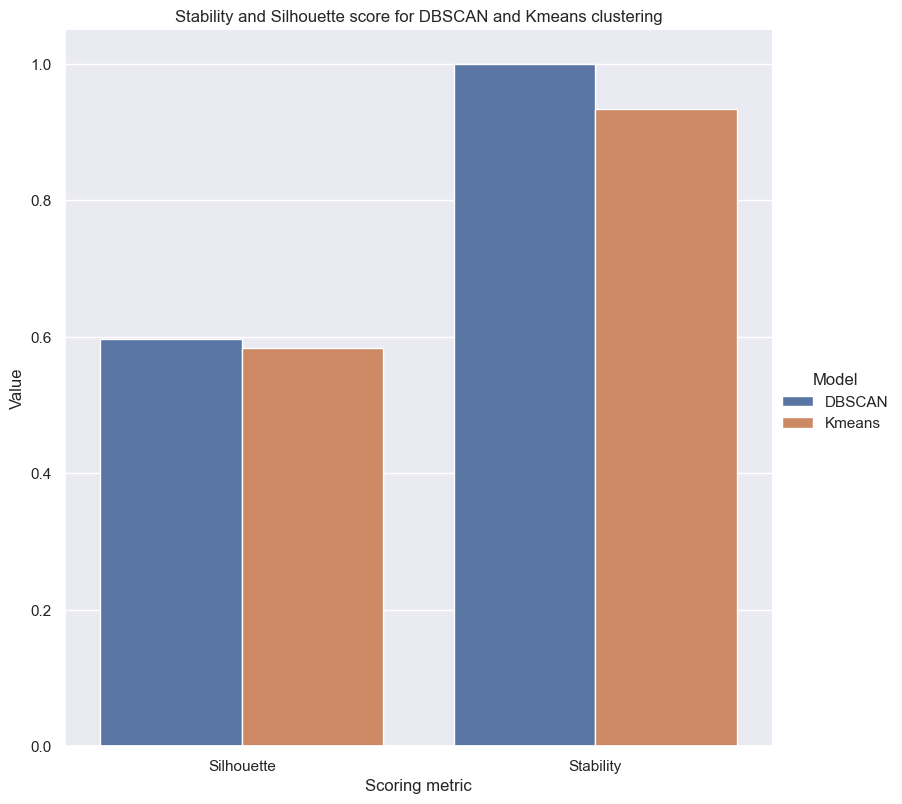 Stability and Silhouette score for DBSCAN and Kmeans clustering
1.0
0.8
0.6
0.4
0.2
0.0
Value
Silhouette
Stability
Scoring metric
Model
DBSCAN
Kmeans